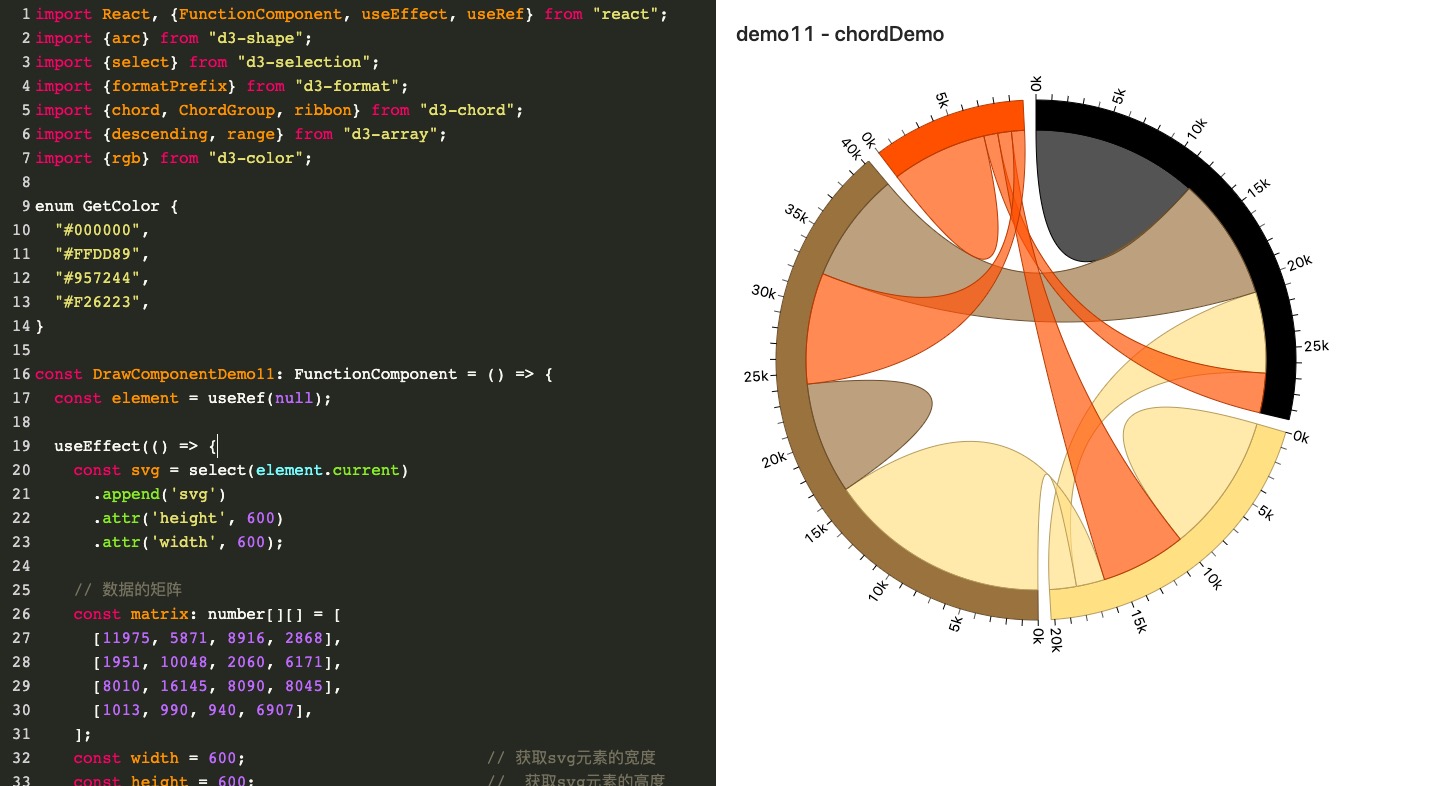 1 import React, {FunctionComponent, useEffect, useRef} from "react";
2 import {arc} from "d3-shape";
3 import {select} from "d3-selection";
4 import {formatPrefix} from "d3-format";
5 import {chord, ChordGroup, ribbon} from "d3-chord";
6 import {descending, range} from "d3-array";
7 import {rgb} from "d3-color";
8
9 enum GetColor {
10 "#000000",
11 "#FFDD89",
12 "#957244",
13 "#F26223",
14 }
15
16 const DrawComponentDemo11: FunctionComponent = () => {
17 const element = useRef(null);
18
19 useEffect(() => {
20 const svg = select(element.current)
21 .append('svg')
22 .attr('height', 600)
23 .attr('width', 600);
24
25 // 数据的矩阵
26 const matrix: number[][] = [
27 [11975, 5871, 8916, 2868],
28 [1951, 10048, 2060, 6171],
29 [8010, 16145, 8090, 8045],
30 [1013, 990, 940, 6907],
31 ];
32 const width = 600; // 获取svg元素的宽度
33 const height = 600; // 获取svg元素的高度
demo11 - chordDemo
0k
5k
10k
15k
20k
25k
0k
5k
10k
15k
20k
0k
5k
10k
15k
20k
25k
30k
35k
40k
0k
5k